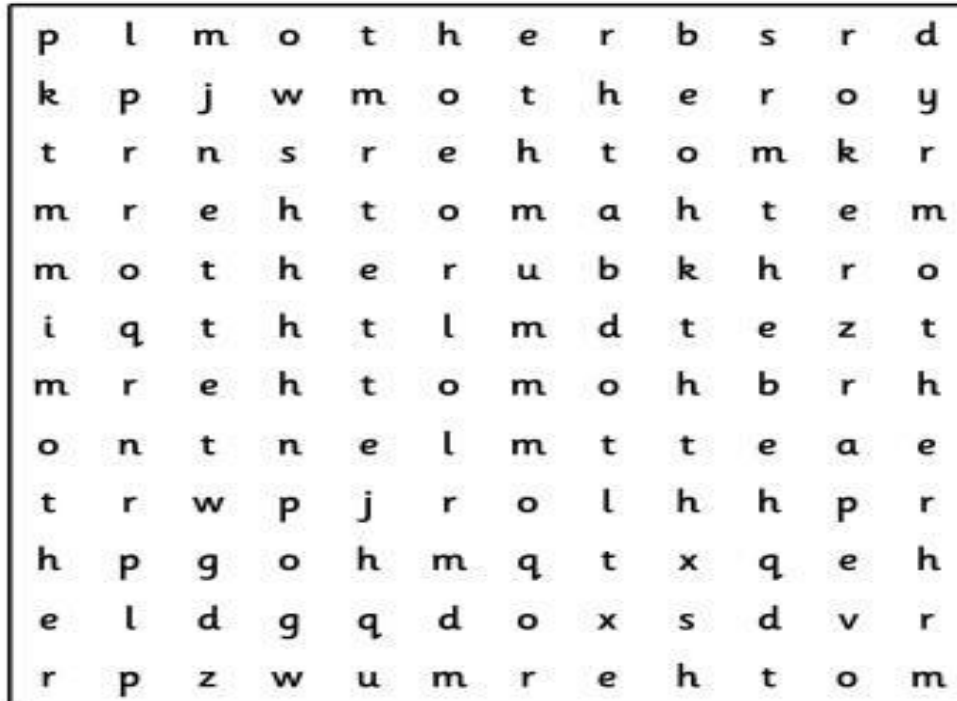 p l m o t h e r b s r d
k p j w m o t h e r o y
t r n s r e h t o m k r
m r e h t o m a h t e m
m o t h e r u b k h r o
i q t h t l m d t e z t
m r e h t o m o h b r h
o n t n e l m t t e a e
t r w p j r o l h h p r
h p g o h m q t x q e h
e l d g q d o x s d v r
r p z w u m r e h t o m